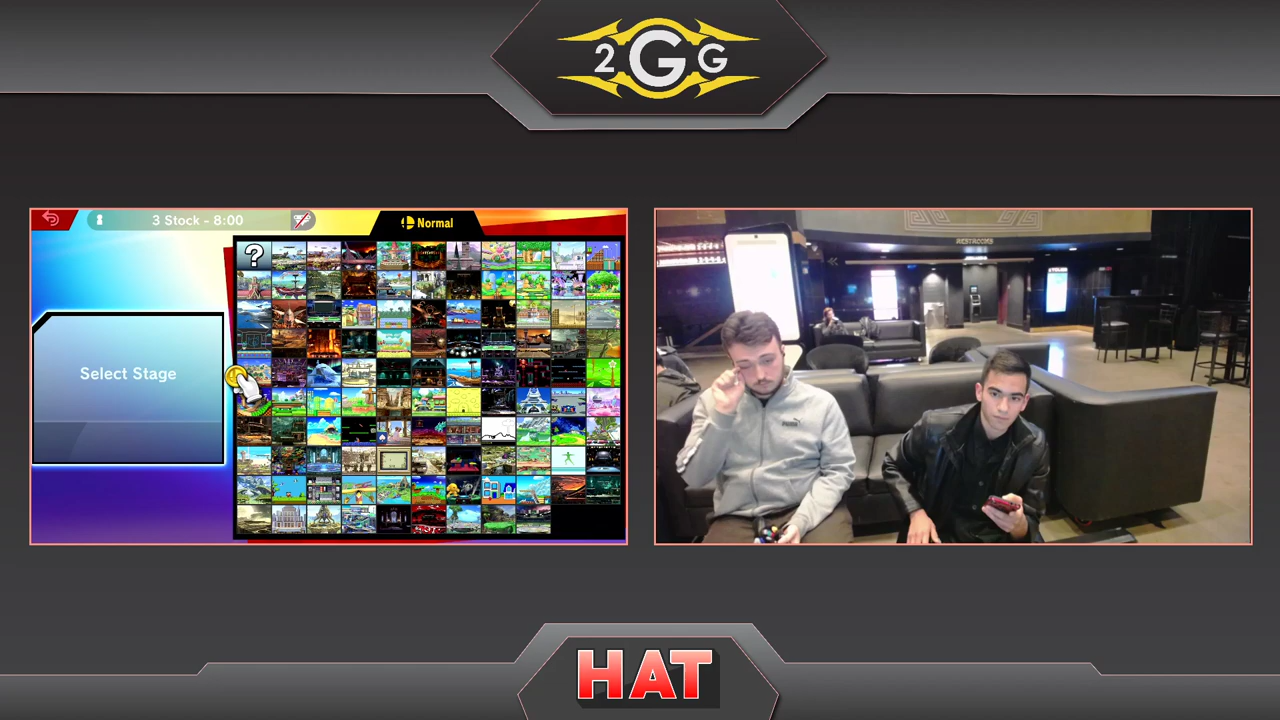 2GG
3 Stock - 8:00
Normal
?
Select Stage
RESTROOMS
PUMA
HAT